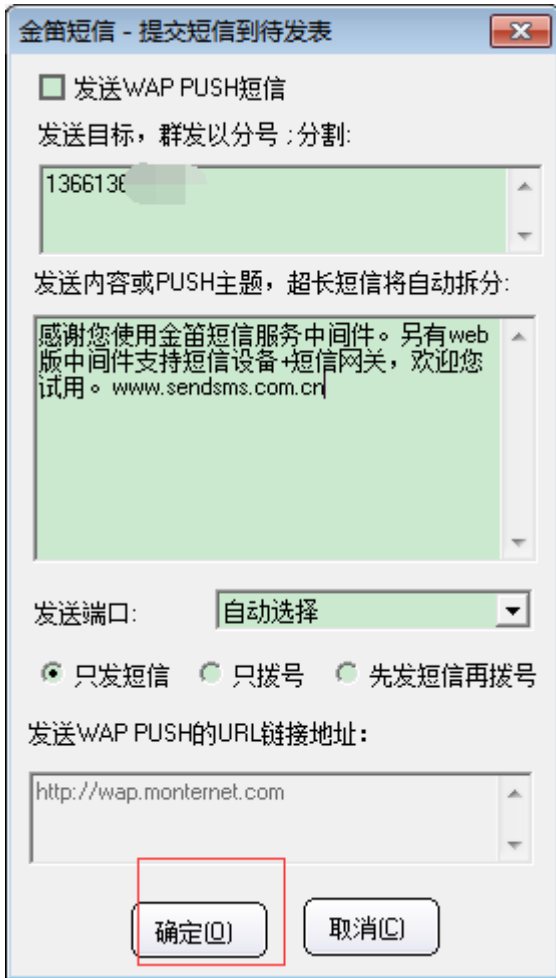 金笛短信 - 提交短信到待发表
发送WAP PUSH短信
发送目标，群发以分号 ;分割:
136613
发送内容或PUSH主题，超长短信将自动拆分:
感谢您使用金笛短信服务中间件。另有web
版中间件支持短信设备+短信网关，欢迎您
试用。www.sendsms.com.cn
发送端口:
自动选择
只发短信 只拨号 先发短信再拨号
发送WAP PUSH的URL链接地址：
http://wap.monternet.com
确定(O) 取消(C)